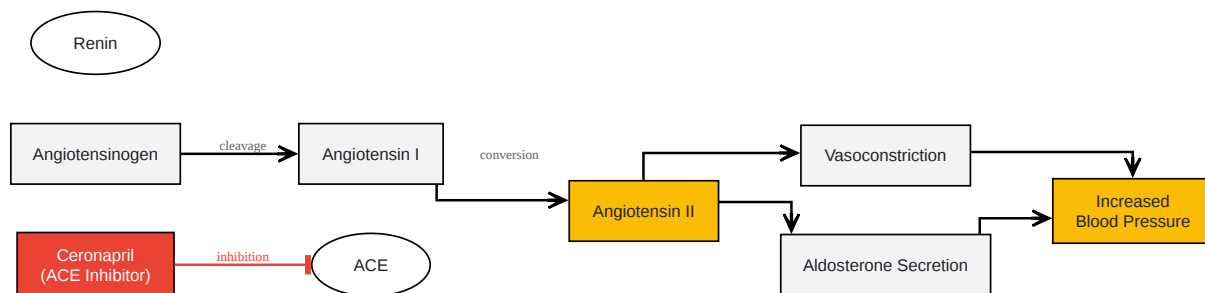 Renin
Angiotensinogen
cleavage
Angiotensin I
conversion
Angiotensin II
Vasoconstriction
Increased
Blood Pressure
Ceronapril
(ACE Inhibitor)
inhibition
ACE
Aldosterone Secretion